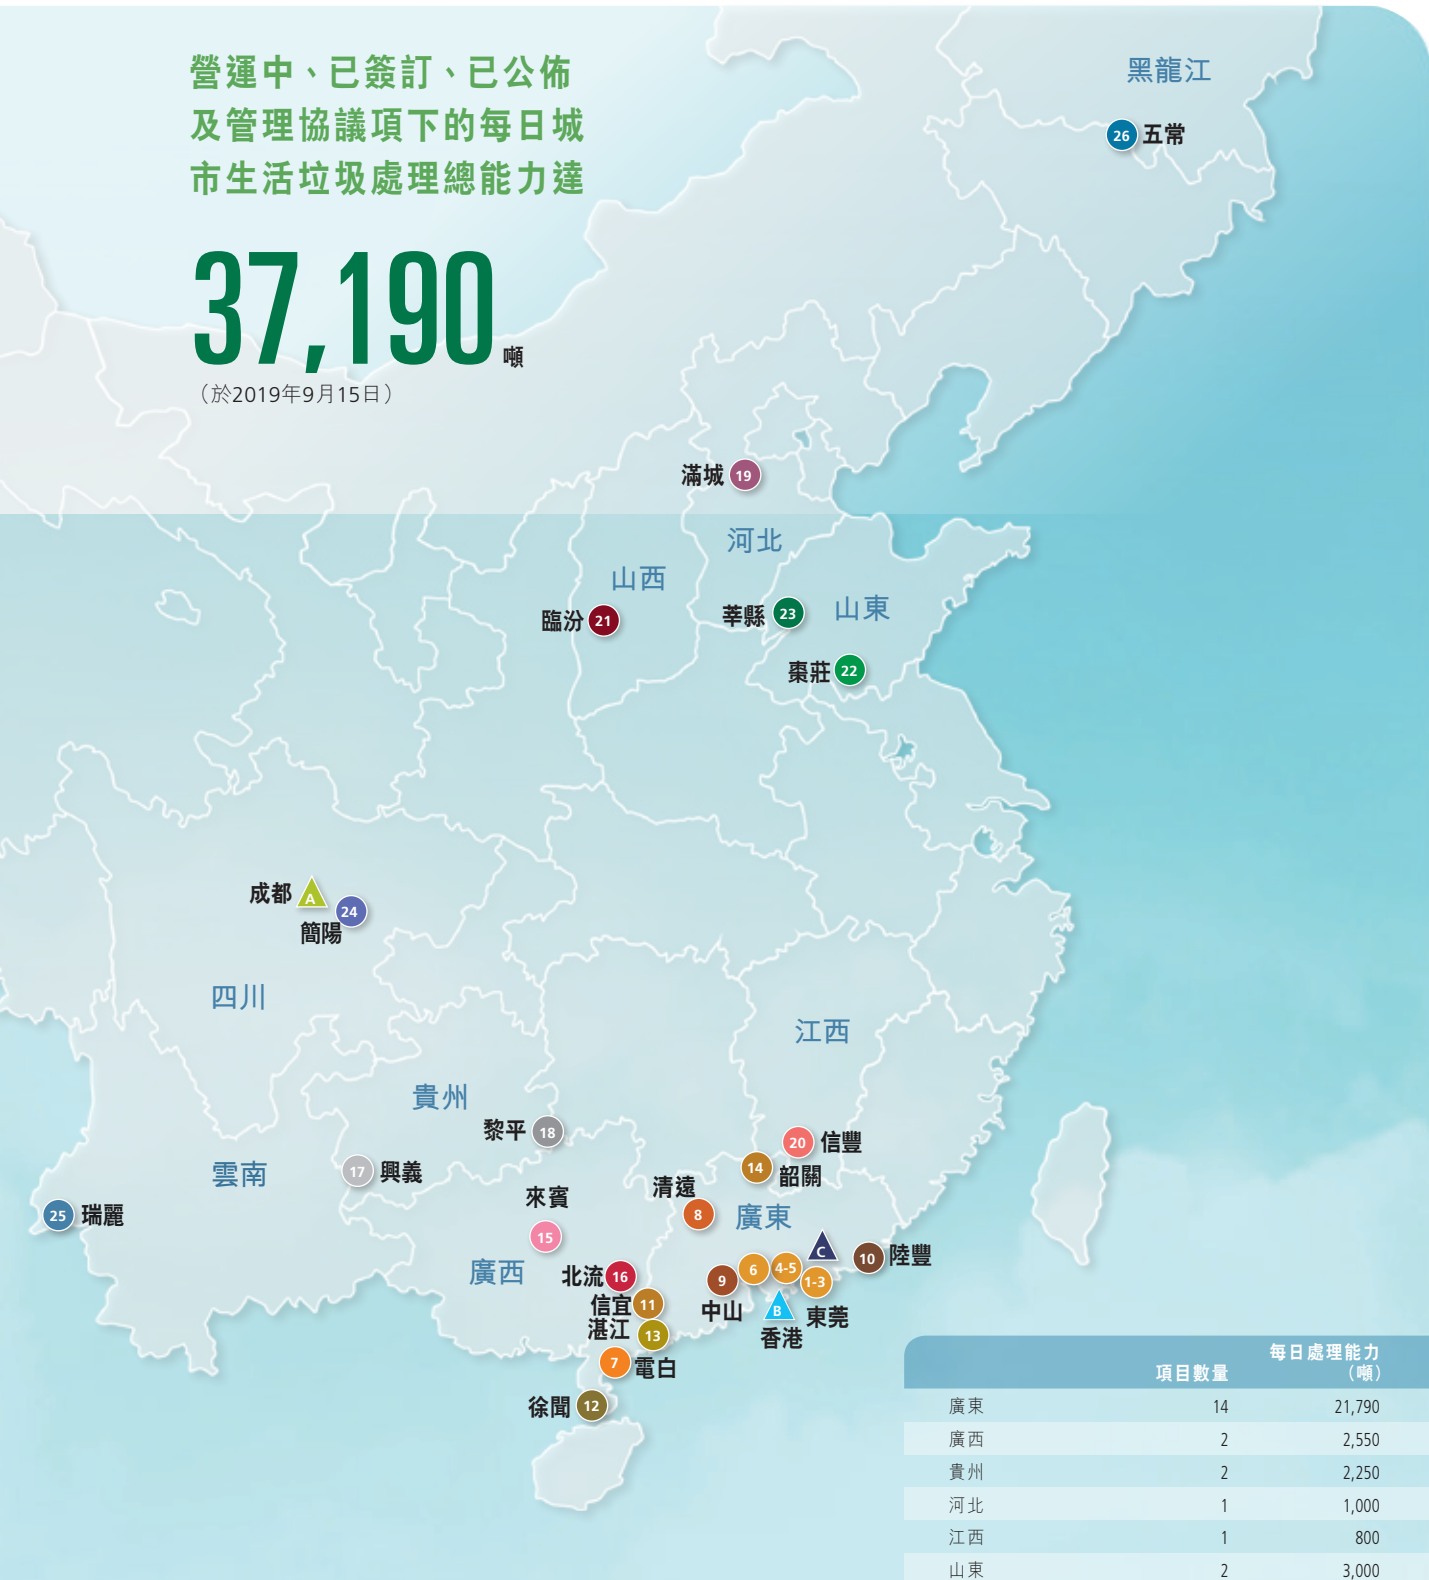 營運中、已簽訂、已公佈
及管理協議項下的每日城
市生活垃圾處理總能力達
37,190 噸
（於2019年9月15日）
黑龍江
26 五常
滿城 19
河北
山西
臨汾 21
莘縣 23
山東
棗莊 22
成都 A
24
簡陽
四川
江西
貴州
黎平 18
20 信豐
14 韶關
雲南
17 興義
清遠
8
來賓
15
廣東
25 瑞麗
廣西
C
10 陸豐
北流 16
9
6
4-5
1-3
信宜 11
中山
B
東莞
湛江 13
香港
7 電白
徐聞 12
項目數量 每日處理能力
（噸）
廣東 14 21,790
廣西 2 2,550
貴州 2 2,250
河北 1 1,000
江西 1 800
山東 2 3,000